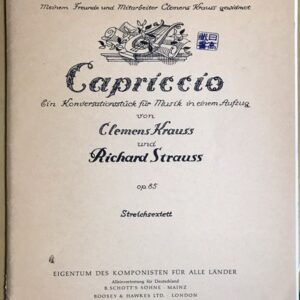 Meinem Freunde und Mitarbeiter Clemens Krauss gewidmet
Capriccio
Ein Konversationsstück für Musik in einem Aufzug
von
Clemens Krauss
und
Richard Strauss
op. 85
Streichsextett
EIGENTUM DES KOMPONISTEN FÜR ALLE LÄNDER
Alleinvertretung für Deutschland
B. SCHOTT'S SÖHNE · MAINZ
BOOSEY & HAWKES LTD. · LONDON